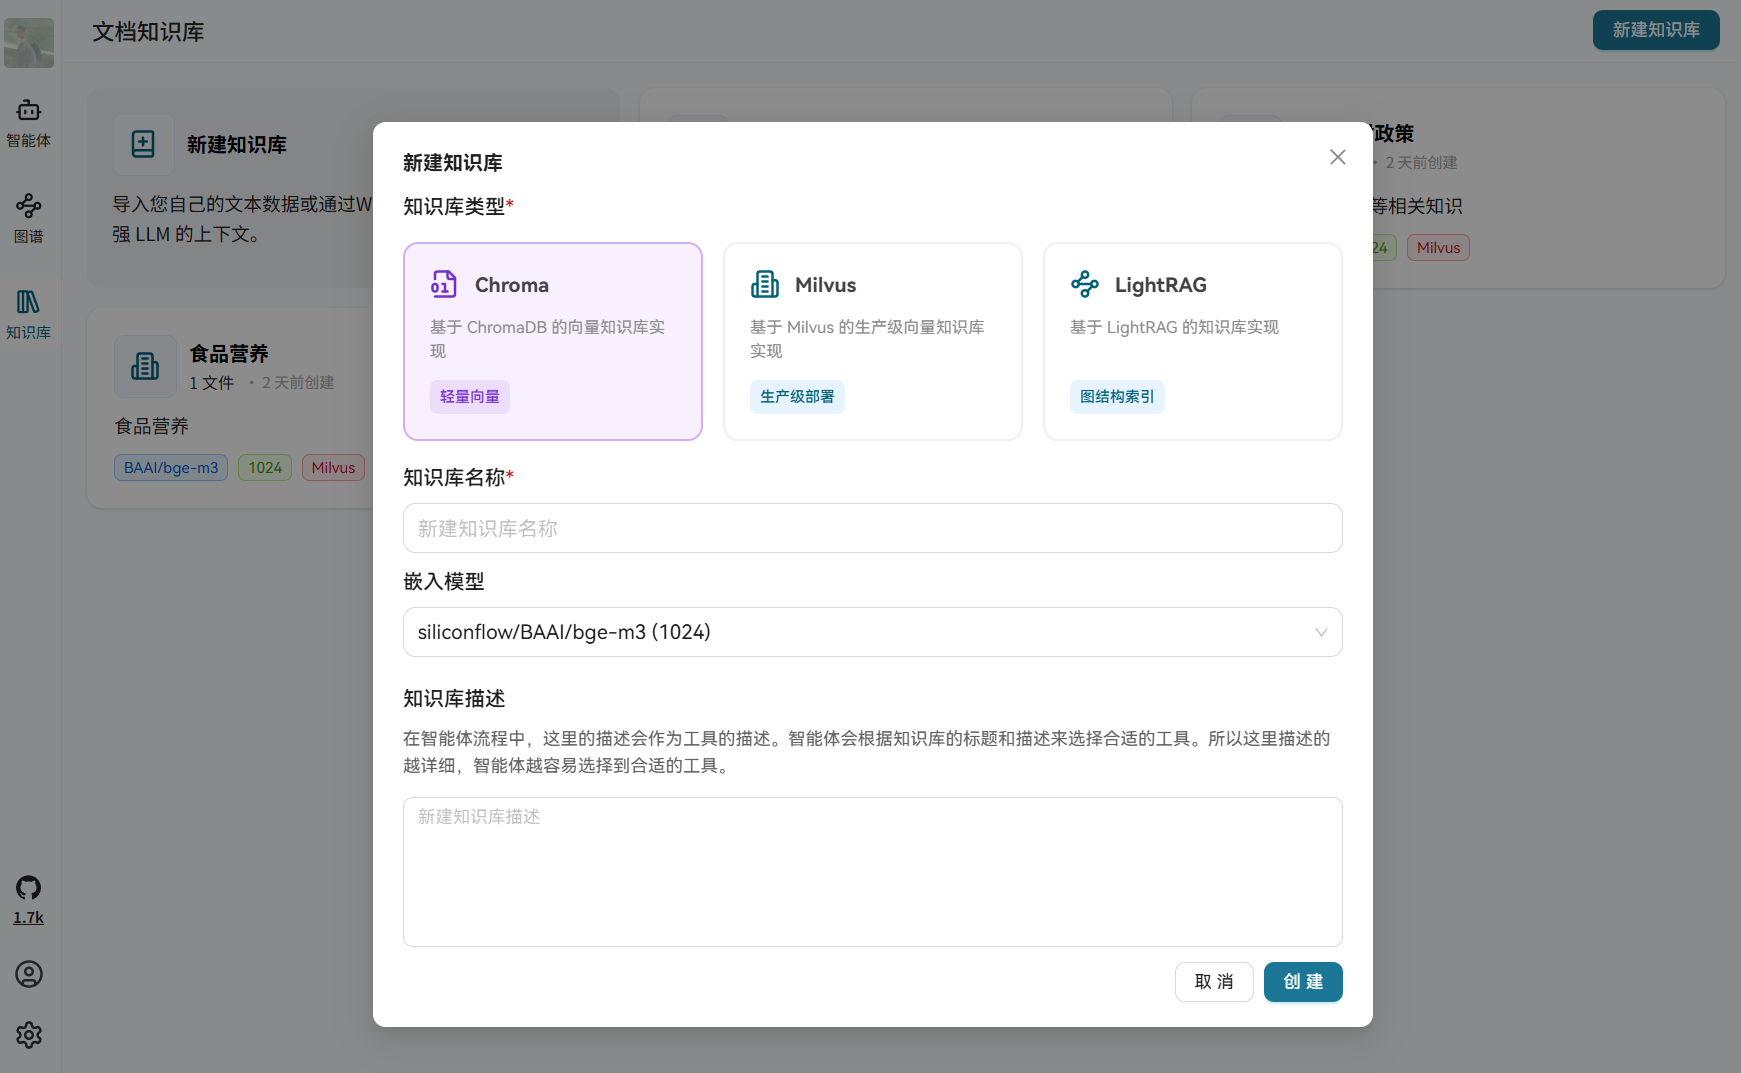 文档知识库
新建知识库
智能体
图谱
知识库
1.7k
新建知识库
导入您自己的文本数据或通过W
强 LLM 的上下文。
政策
• 2 天前创建
等相关知识
24
Milvus
食品营养
1 文件 • 2 天前创建
食品营养
BAAI/bge-m3
1024
Milvus
新建知识库
知识库类型*
Chroma
基于 ChromaDB 的向量知识库实
现
轻量向量
Milvus
基于 Milvus 的生产级向量知识库
实现
生产级部署
LightRAG
基于 LightRAG 的知识库实现
图结构索引
知识库名称*
新建知识库名称
嵌入模型
siliconflow/BAAI/bge-m3 (1024)
知识库描述
在智能体流程中，这里的描述会作为工具的描述。智能体会根据知识库的标题和描述来选择合适的工具。所以这里描述的
越详细，智能体越容易选择到合适的工具。
新建知识库描述
取 消
创 建